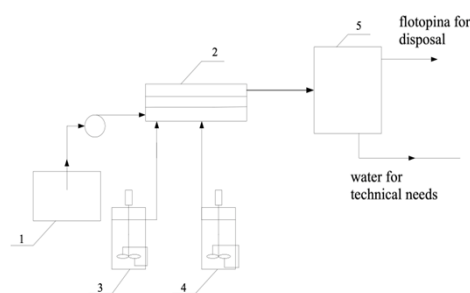 flotopina for
disposal
5
2
water for
technical needs
1
3
4